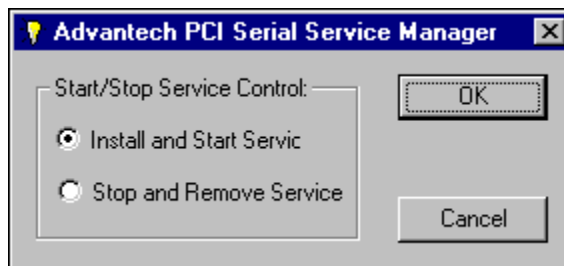 Advantech PCI Serial Service Manager
Start/Stop Service Control:
OK
Install and Start Servic
Stop and Remove Service
Cancel